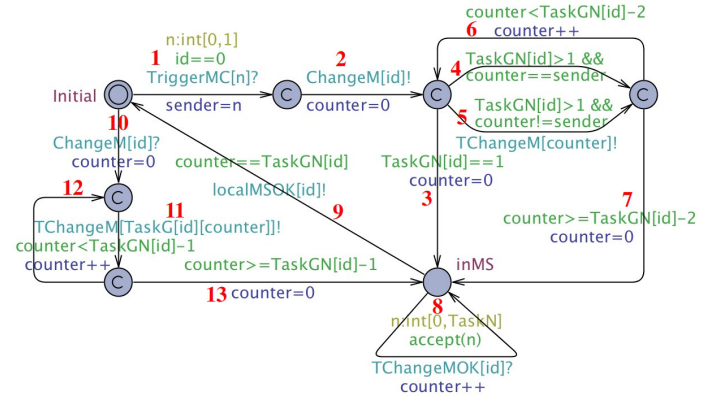 counter<TaskGN[id]-2
6
counter++
1
n:int[0,1]
id==0
TriggerMC[n]?
sender=n
2
ChangeM[id]!
counter=0
4
TaskGN[id]>1 &&
counter==sender
5
TaskGN[id]>1 &&
counter!=sender
TChangeM[counter]!
Initial
C
C
C
10
ChangeM[id]?
counter=0
counter==TaskGN[id]
localMSOK[id]!
9
TaskGN[id]==1
counter=0
3
7
counter>=TaskGN[id]-2
counter=0
12
C
11
TChangeM[TaskG[id][counter]]!
counter<TaskGN[id]-1
counter++
C
counter>=TaskGN[id]-1
13
counter=0
inMS
8
n:int[0,TaskN]
accept(n)
TChangeMOK[id]?
counter++